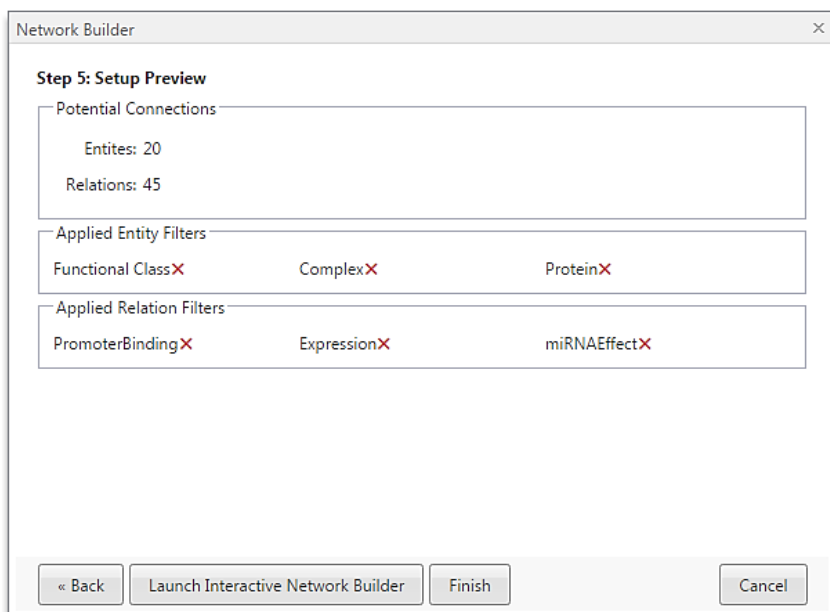 Network Builder
Step 5: Setup Preview
Potential Connections
Entites: 20
Relations: 45
Applied Entity Filters
Functional Class Complex Protein
Applied Relation Filters
PromoterBinding Expression miRNAEffect
« Back Launch Interactive Network Builder Finish Cancel